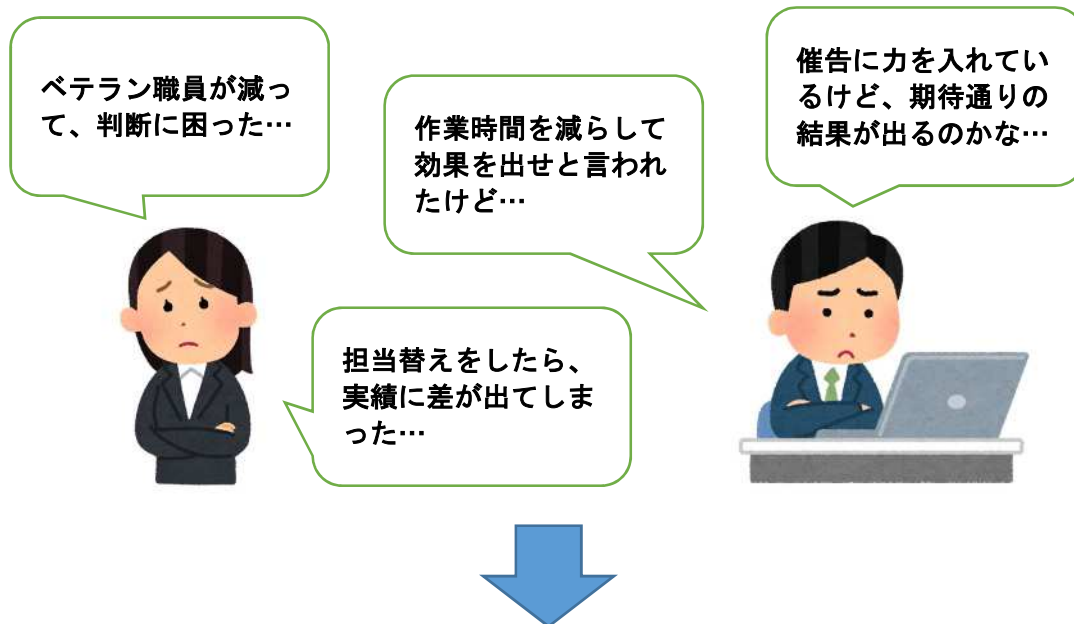 ベテラン職員が減っ
て、判断に困った…
作業時間を減らして
効果を出せと言われ
たけど…
催告に力を入れてい
るけど、期待通りの
結果が出るのかな…
担当替えをしたら、
実績に差が出てしま
った…